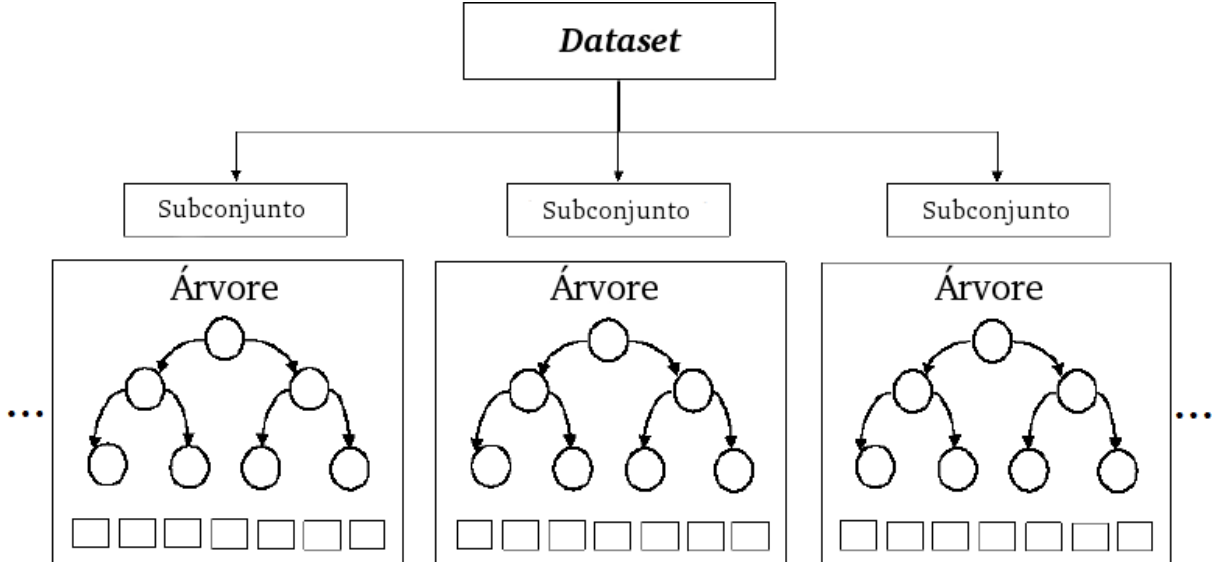 Dataset
Subconjunto
Subconjunto
Subconjunto
Árvore
Árvore
Árvore
...
...